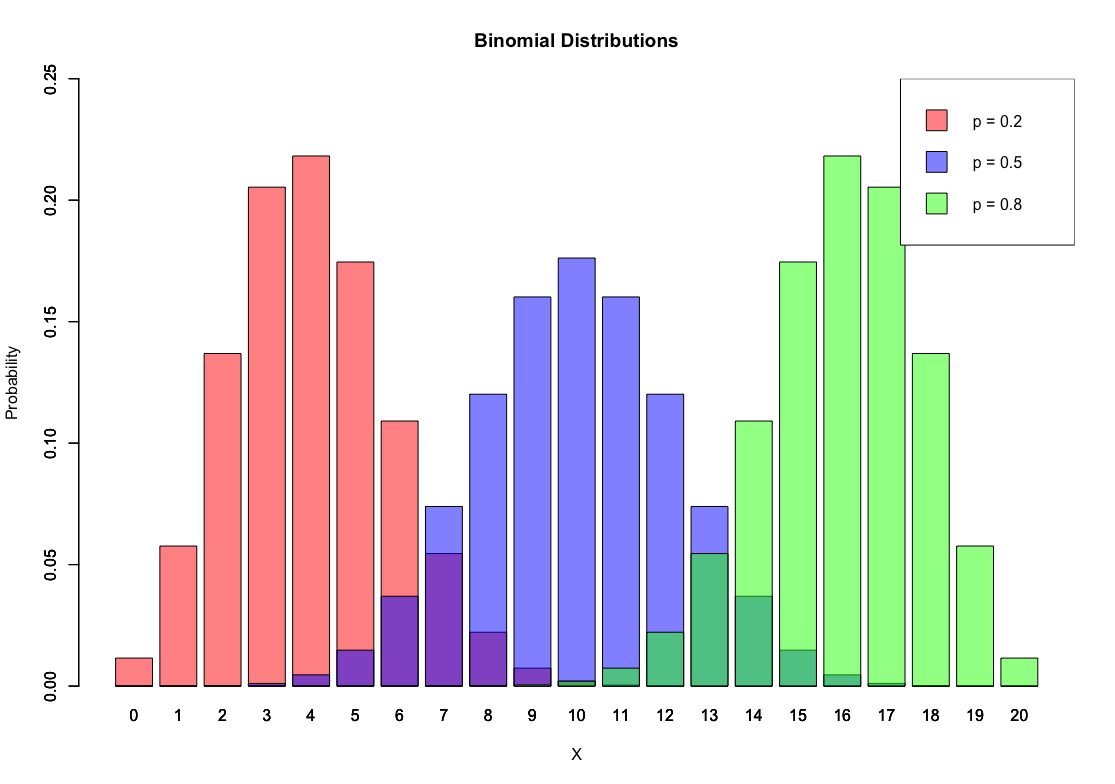 Binomial Distributions
0.25
0.20
0.15
0.10
0.05
0.00
Probability
p = 0.2
p = 0.5
p = 0.8
0 1 2 3 4 5 6 7 8 9 10 11 12 13 14 15 16 17 18 19 20
X